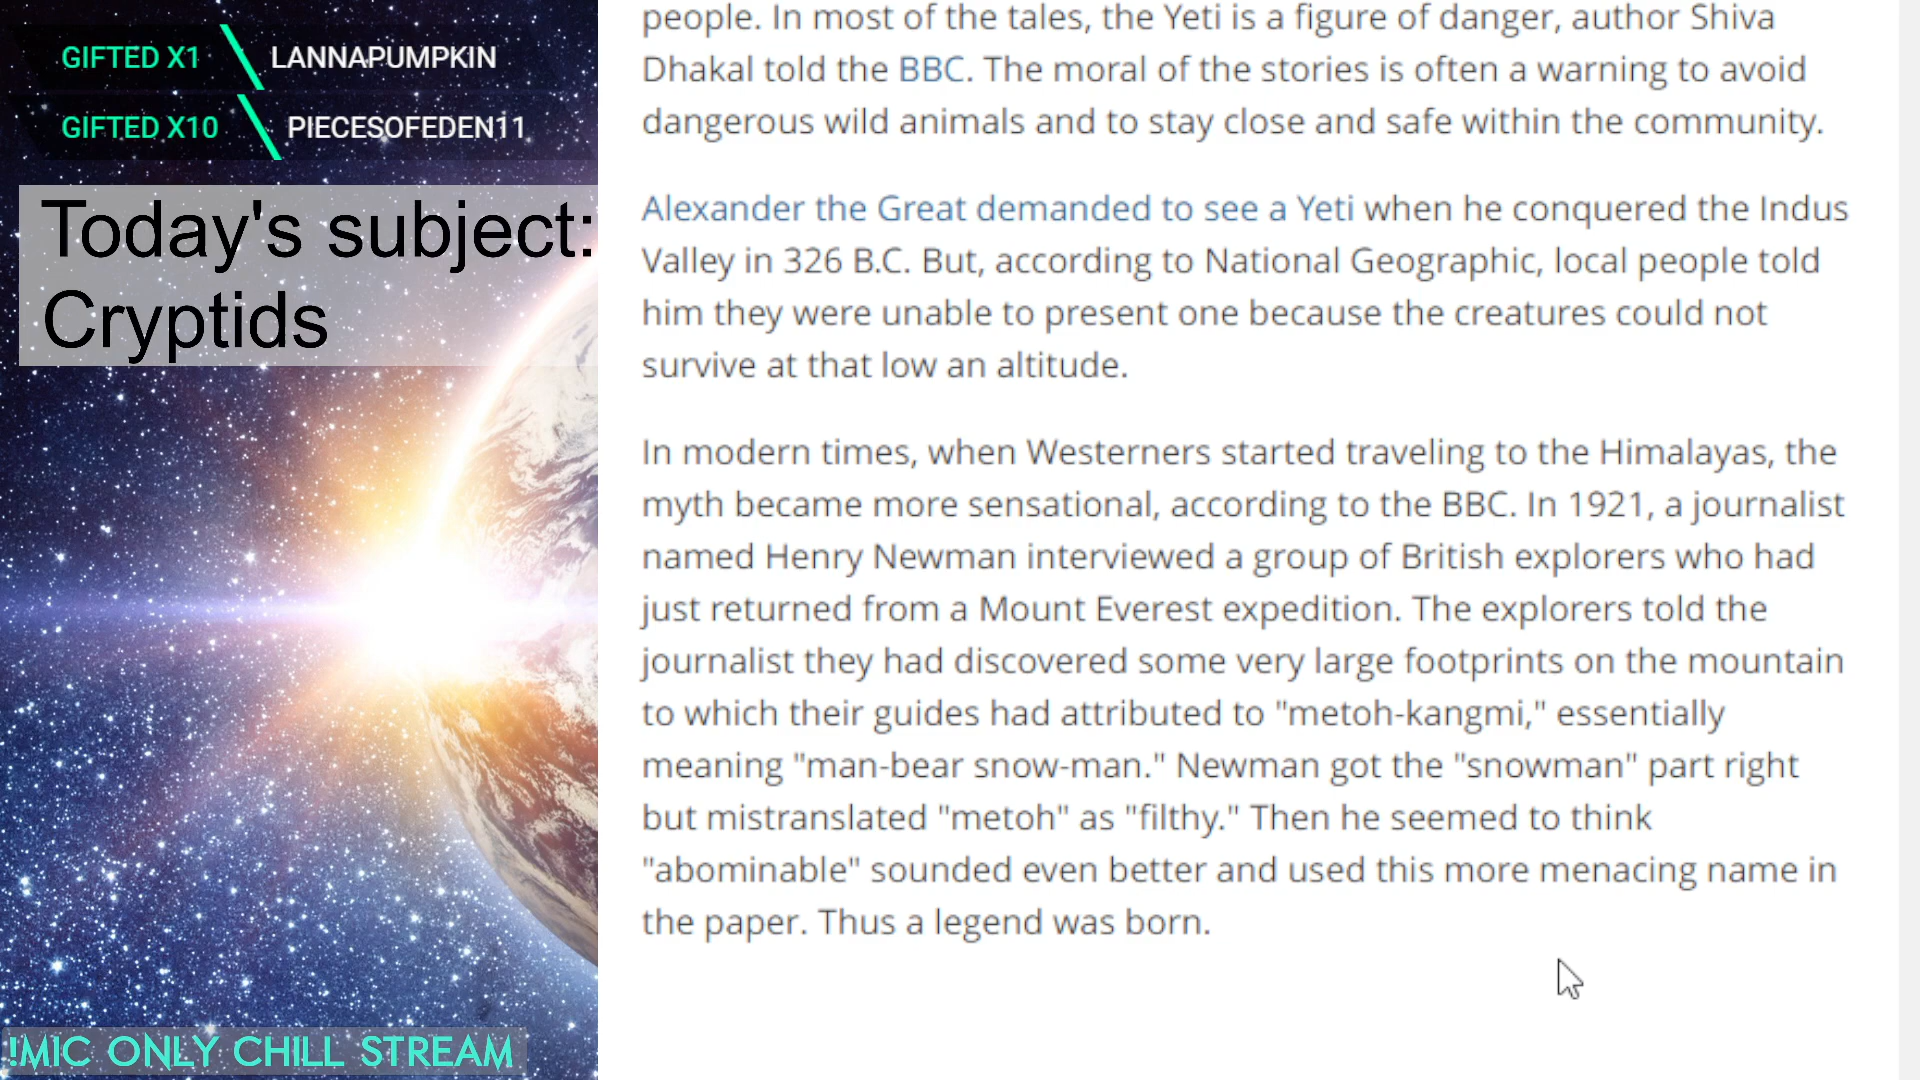 GIFTED X1 LANNAPUMPKIN
GIFTED X10 PIECESOFEDEN11
Today's subject:
Cryptids
!MIC ONLY CHILL STREAM
people. In most of the tales, the Yeti is a figure of danger, author Shiva
Dhakal told the BBC. The moral of the stories is often a warning to avoid
dangerous wild animals and to stay close and safe within the community.
Alexander the Great demanded to see a Yeti when he conquered the Indus
Valley in 326 B.C. But, according to National Geographic, local people told
him they were unable to present one because the creatures could not
survive at that low an altitude.
In modern times, when Westerners started traveling to the Himalayas, the
myth became more sensational, according to the BBC. In 1921, a journalist
named Henry Newman interviewed a group of British explorers who had
just returned from a Mount Everest expedition. The explorers told the
journalist they had discovered some very large footprints on the mountain
to which their guides had attributed to "metoh-kangmi," essentially
meaning "man-bear snow-man." Newman got the "snowman" part right
but mistranslated "metoh" as "filthy." Then he seemed to think
"abominable" sounded even better and used this more menacing name in
the paper. Thus a legend was born.